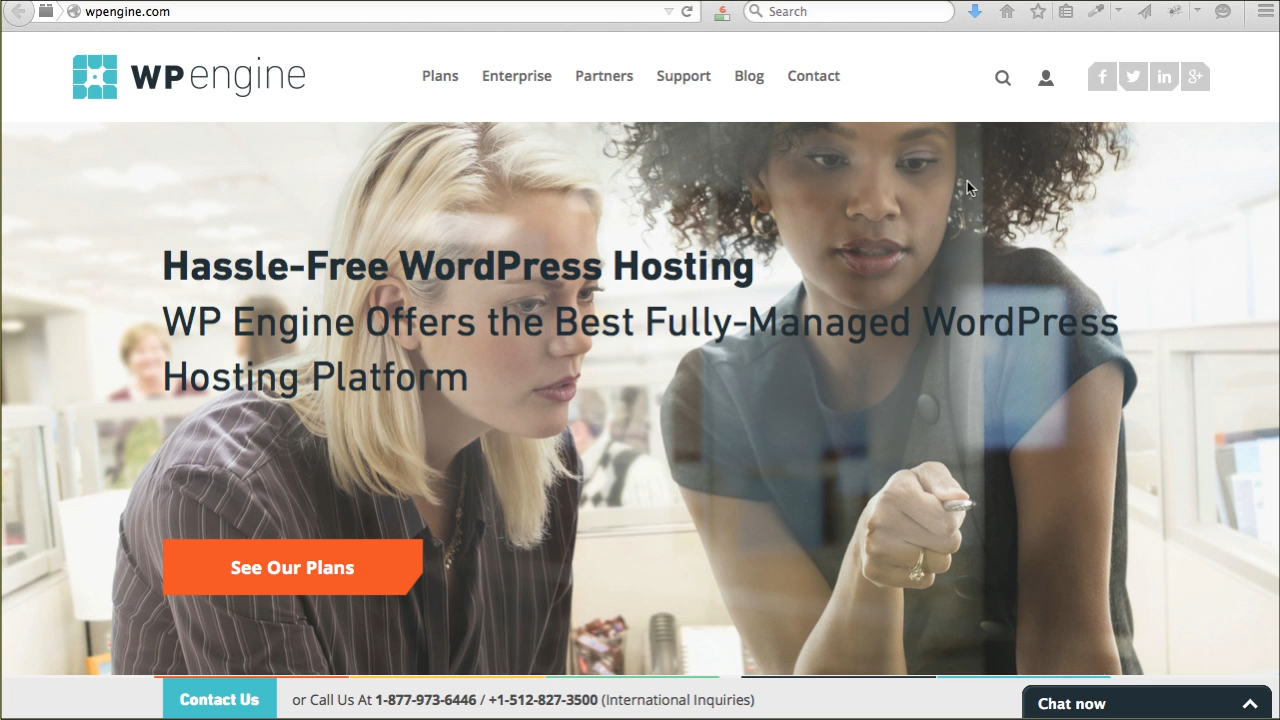 wpengine.com
6
Search
WP engine
Plans Enterprise Partners Support Blog Contact
f in g+
Hassle-Free WordPress Hosting
WP Engine Offers the Best Fully-Managed WordPress
Hosting Platform
See Our Plans
Contact Us or Call Us At 1-877-973-6446 / +1-512-827-3500 (International Inquiries)
Chat now